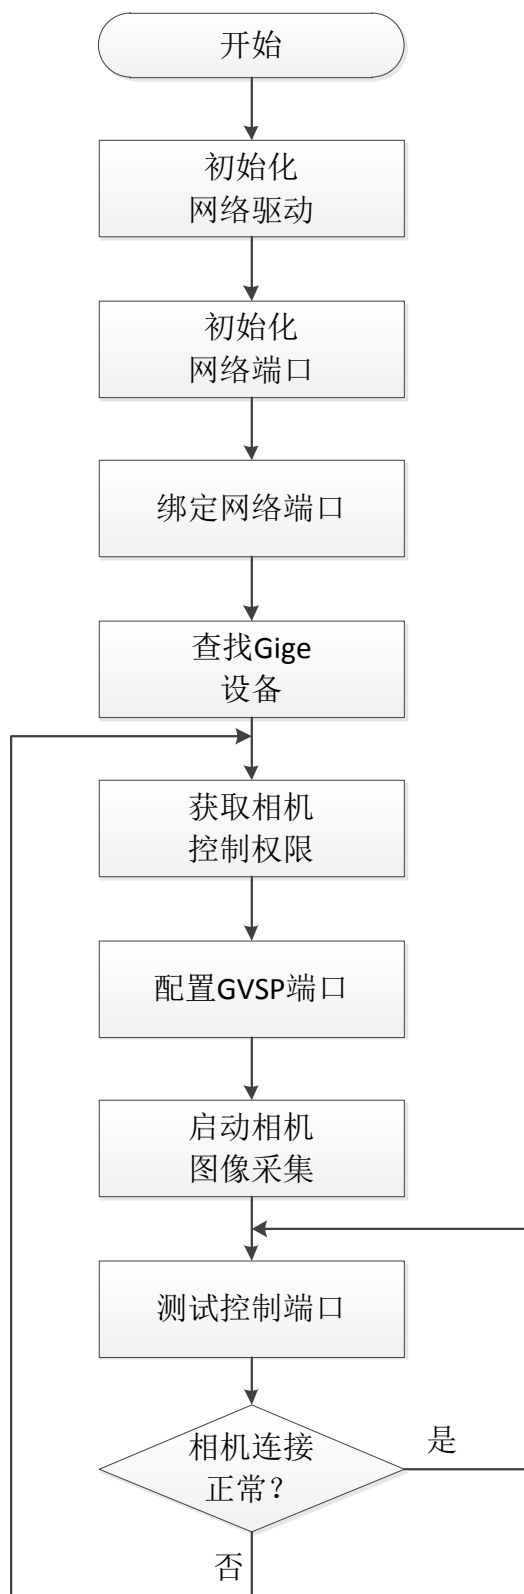 开始
初始化
网络驱动
初始化
网络端口
绑定网络端口
查找Gige
设备
获取相机
控制权限
配置GVSP端口
启动相机
图像采集
测试控制端口
相机连接
正常?
是
否